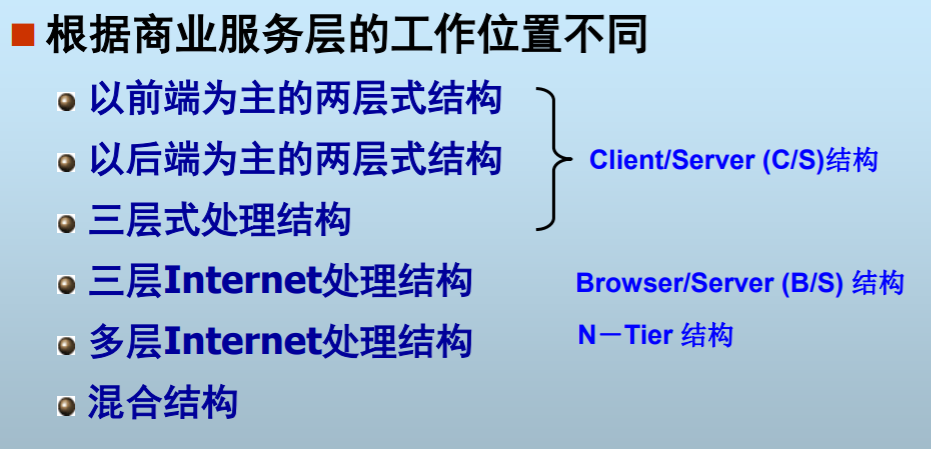 根据商业服务层的工作位置不同
以前端为主的两层式结构
以后端为主的两层式结构
Client/Server (C/S)结构
三层式处理结构
三层Internet处理结构
Browser/Server (B/S) 结构
多层Internet处理结构
N－Tier 结构
混合结构